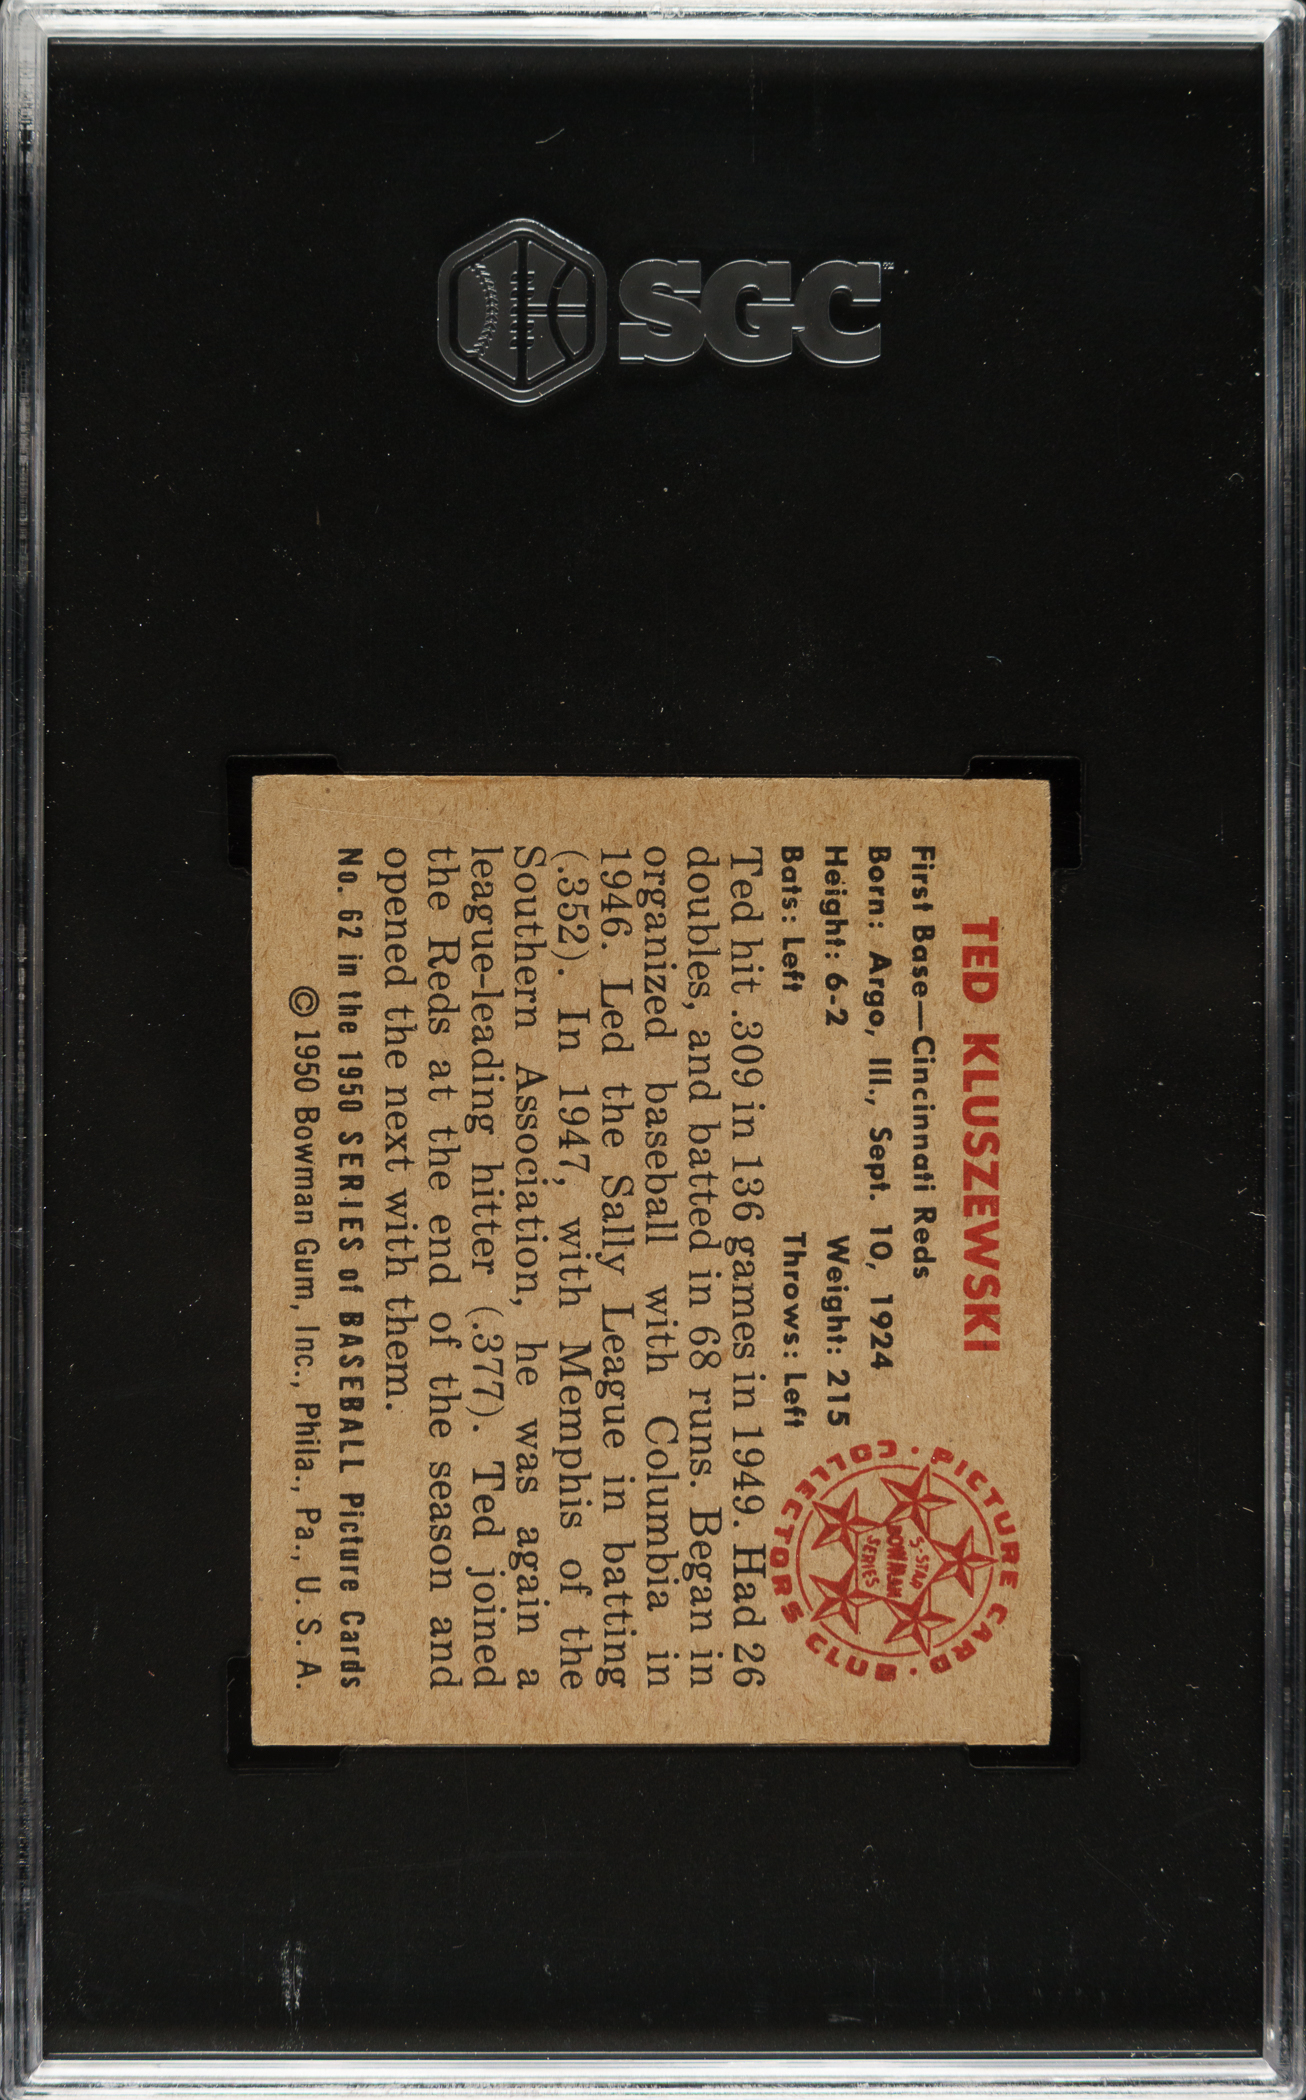 SGC
TED KLUSZEWSKI
First Base—Cincinnati Reds
Born: Argo, Ill., Sept. 10, 1924
Height: 6-2 Weight: 215
Bats: Left Throws: Left
PICTURE CARD
COLLECTORS CLUB
5-STAR
BOWMAN
SERIES
Ted hit .309 in 136 games in 1949. Had 26
doubles, and batted in 68 runs. Began in
organized baseball with Columbia in
1946. Led the Sally League in batting
(.352). In 1947, with Memphis of the
Southern Association, he was again a
league-leading hitter (.377). Ted joined
the Reds at the end of the season and
opened the next with them.
No. 62 in the 1950 SERIES of BASEBALL Picture Cards
© 1950 Bowman Gum, Inc., Phila., Pa., U. S. A.